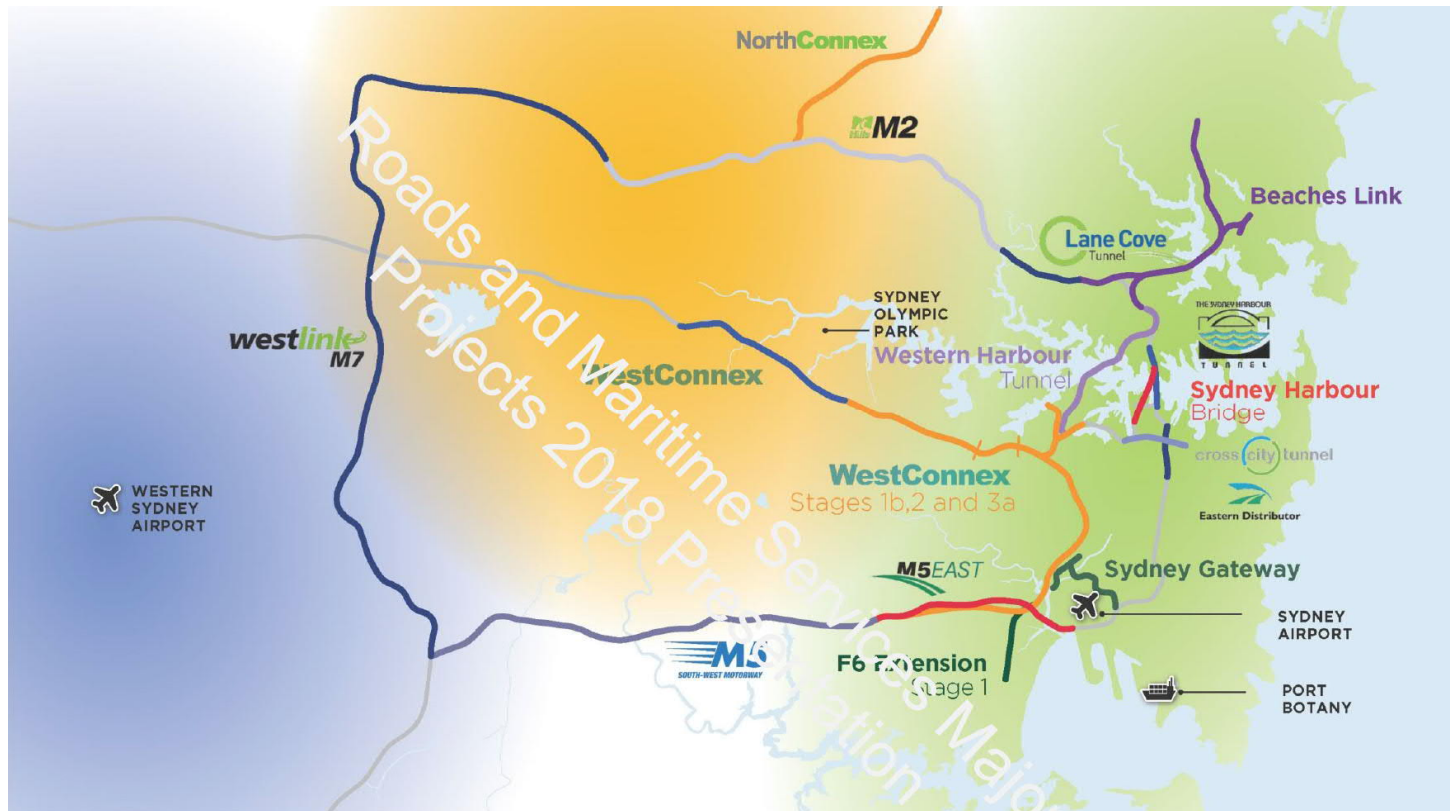 NorthConnex
Hills M2
Beaches Link
Lane Cove
Tunnel
THE SYDNEY HARBOUR
TUNNEL
SYDNEY
OLYMPIC
PARK
westlink
M7
WestConnex
Western Harbour
Tunnel
Sydney Harbour
Bridge
cross city tunnel
Eastern Distributor
WESTERN
SYDNEY
AIRPORT
WestConnex
Stages 1b,2 and 3a
M5EAST
Sydney Gateway
SYDNEY
AIRPORT
F6 Extension
Stage 1
M5
SOUTH-WEST MOTORWAY
PORT
BOTANY
Roads and Maritime Services Major
Projects 2018 Presentation